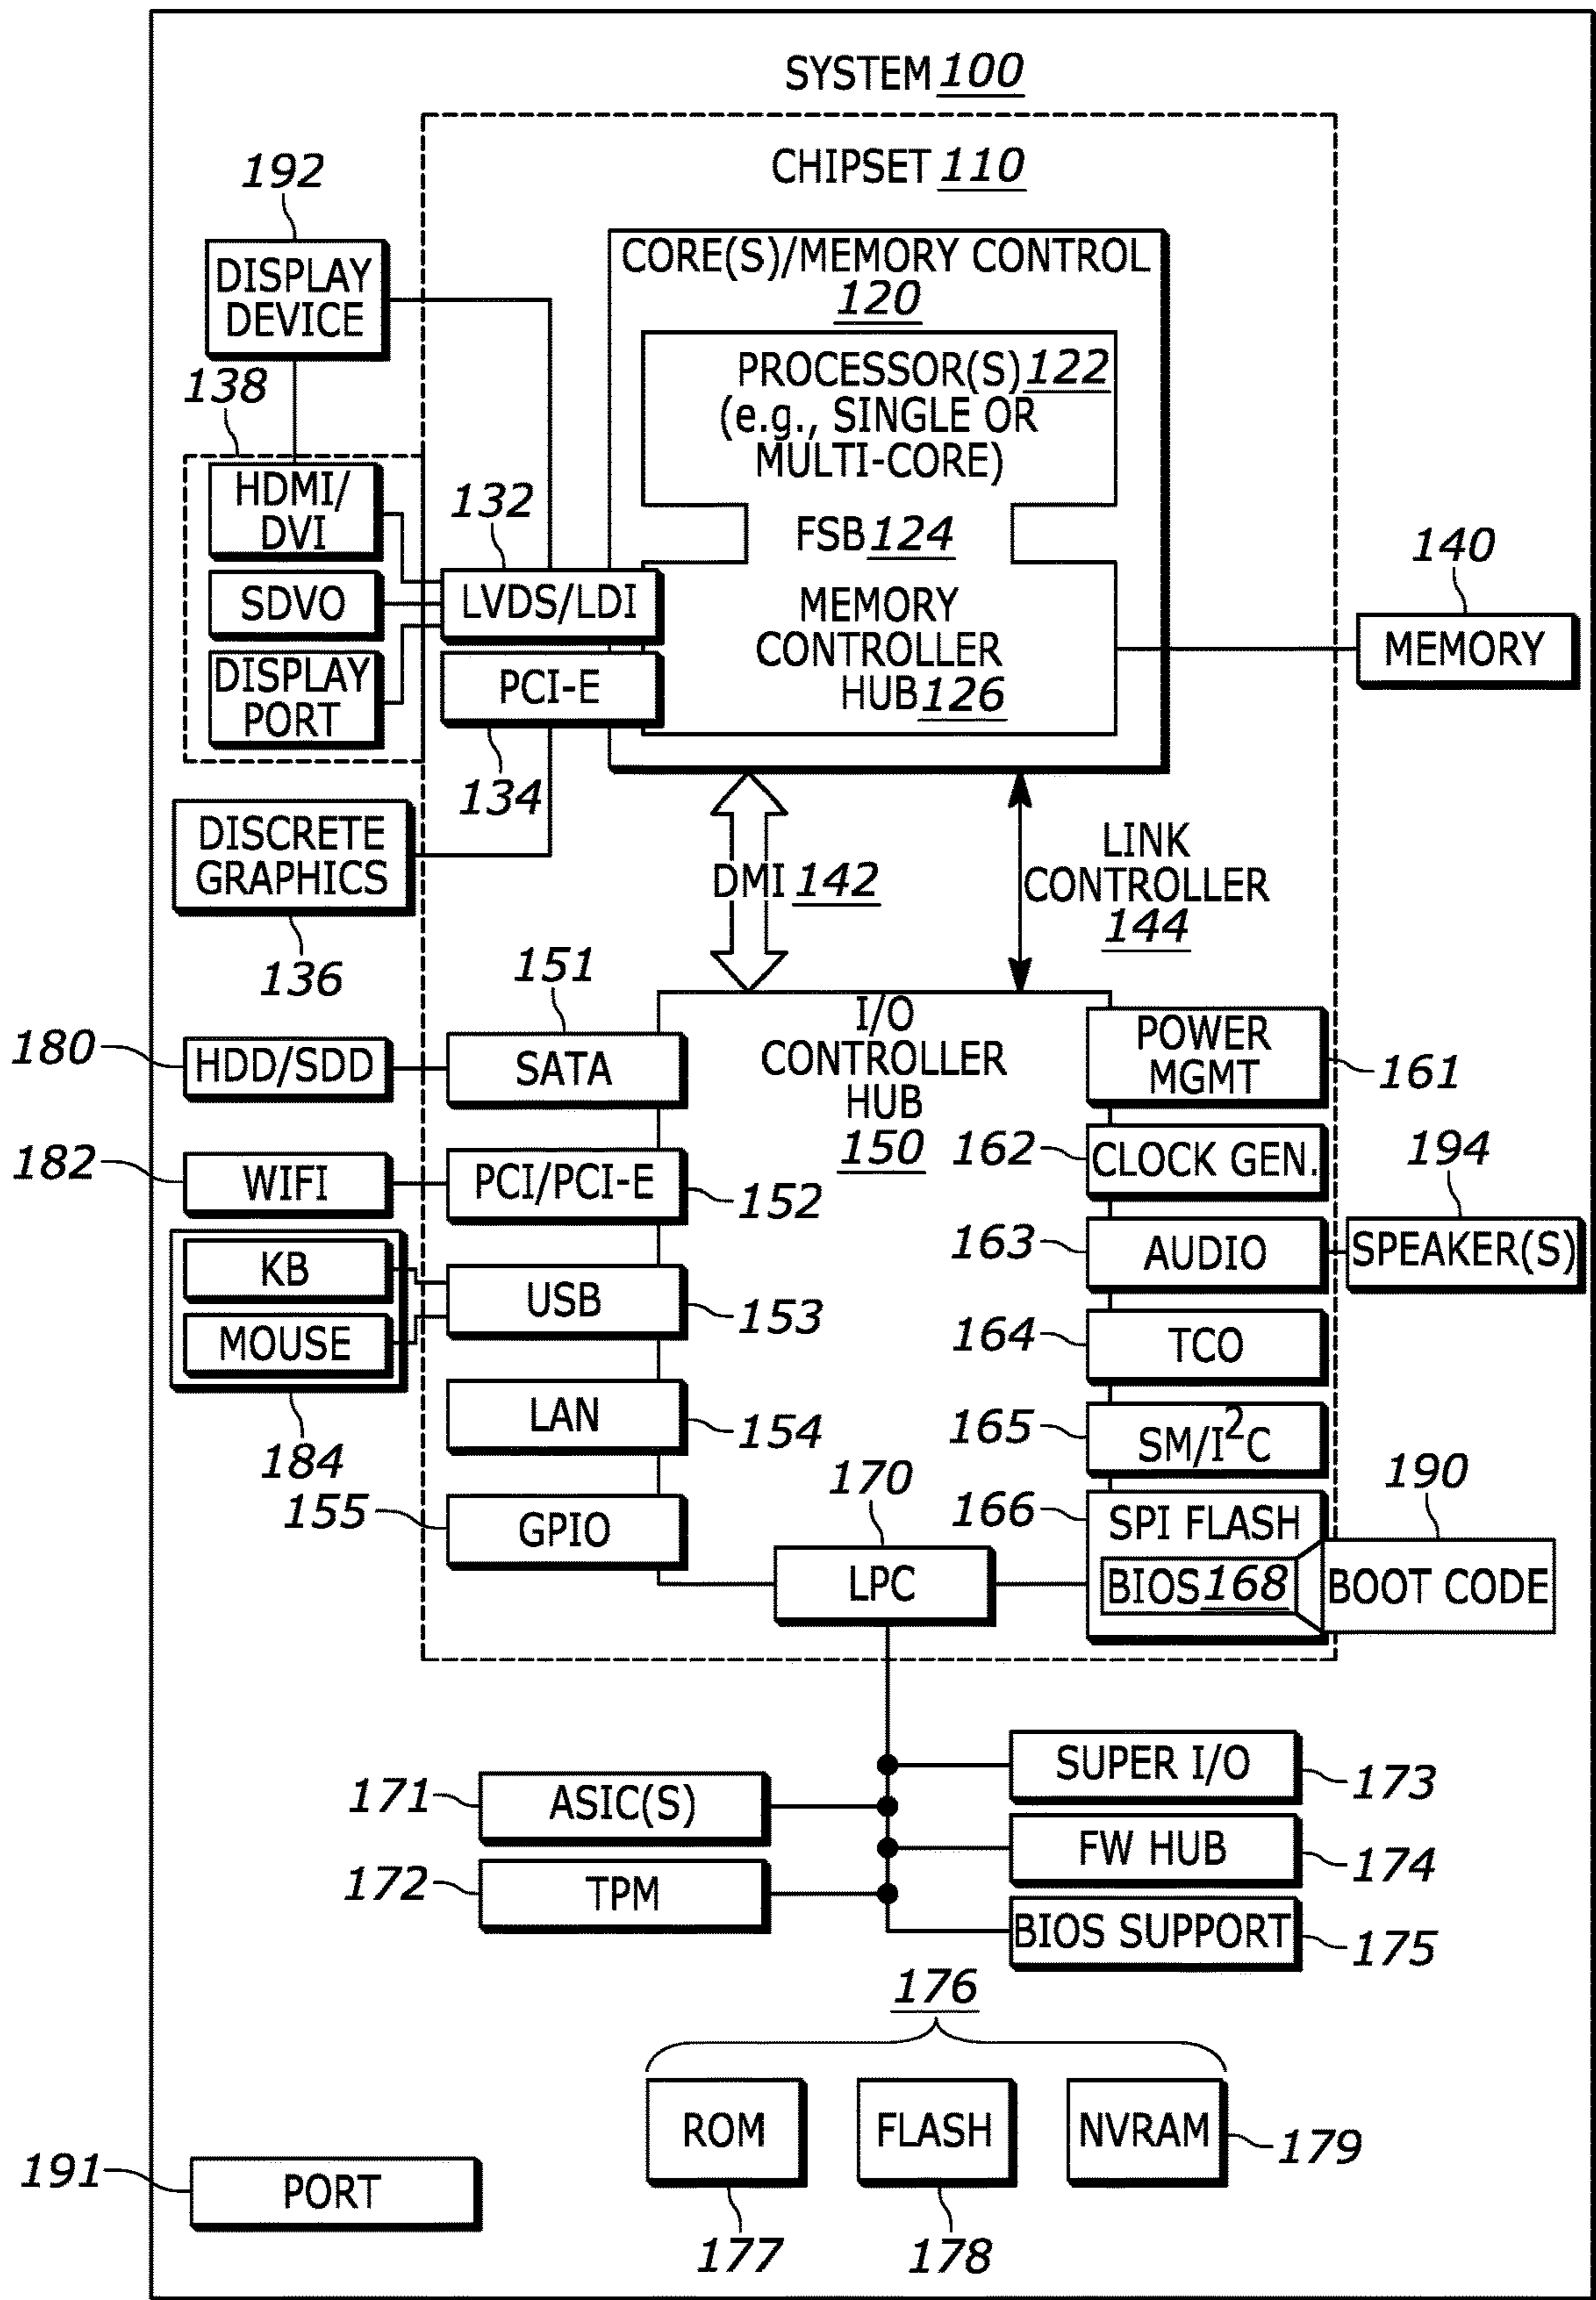 SYSTEM 100
CHIPSET 110
192
DISPLAY
DEVICE
138
HDMI/
DVI
SDVO
DISPLAY
PORT
132
LVDS/LDI
PCI-E
134
DISCRETE
GRAPHICS
136
CORE(S)/MEMORY CONTROL
120
PROCESSOR(S) 122
(e.g., SINGLE OR
MULTI-CORE)
FSB 124
MEMORY
CONTROLLER
HUB 126
140
MEMORY
DMI 142
LINK
CONTROLLER
144
I/O
CONTROLLER
HUB
150
151
180
HDD/SDD
SATA
182
WIFI
PCI/PCI-E
152
KB
MOUSE
184
USB
153
LAN
154
155
GPIO
POWER
MGMT
161
162
CLOCK GEN.
163
AUDIO
194
SPEAKER(S)
164
TCO
165
SM/I²C
166
SPI FLASH
BIOS 168
190
BOOT CODE
170
LPC
171
ASIC(S)
172
TPM
SUPER I/O
173
FW HUB
174
BIOS SUPPORT
175
176
ROM
177
FLASH
178
NVRAM
179
191
PORT